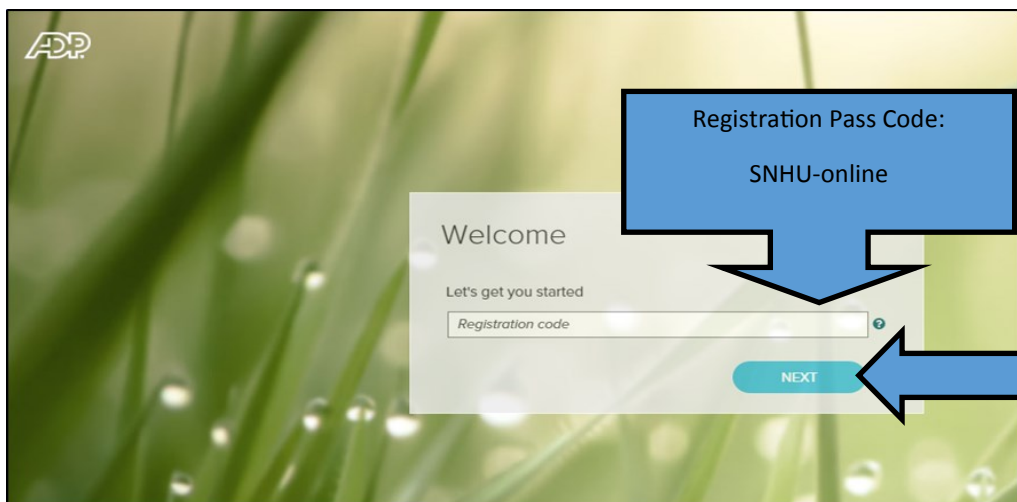 ADP
Registration Pass Code:
SNHU-online
Welcome
Let's get you started
Registration code
?
NEXT